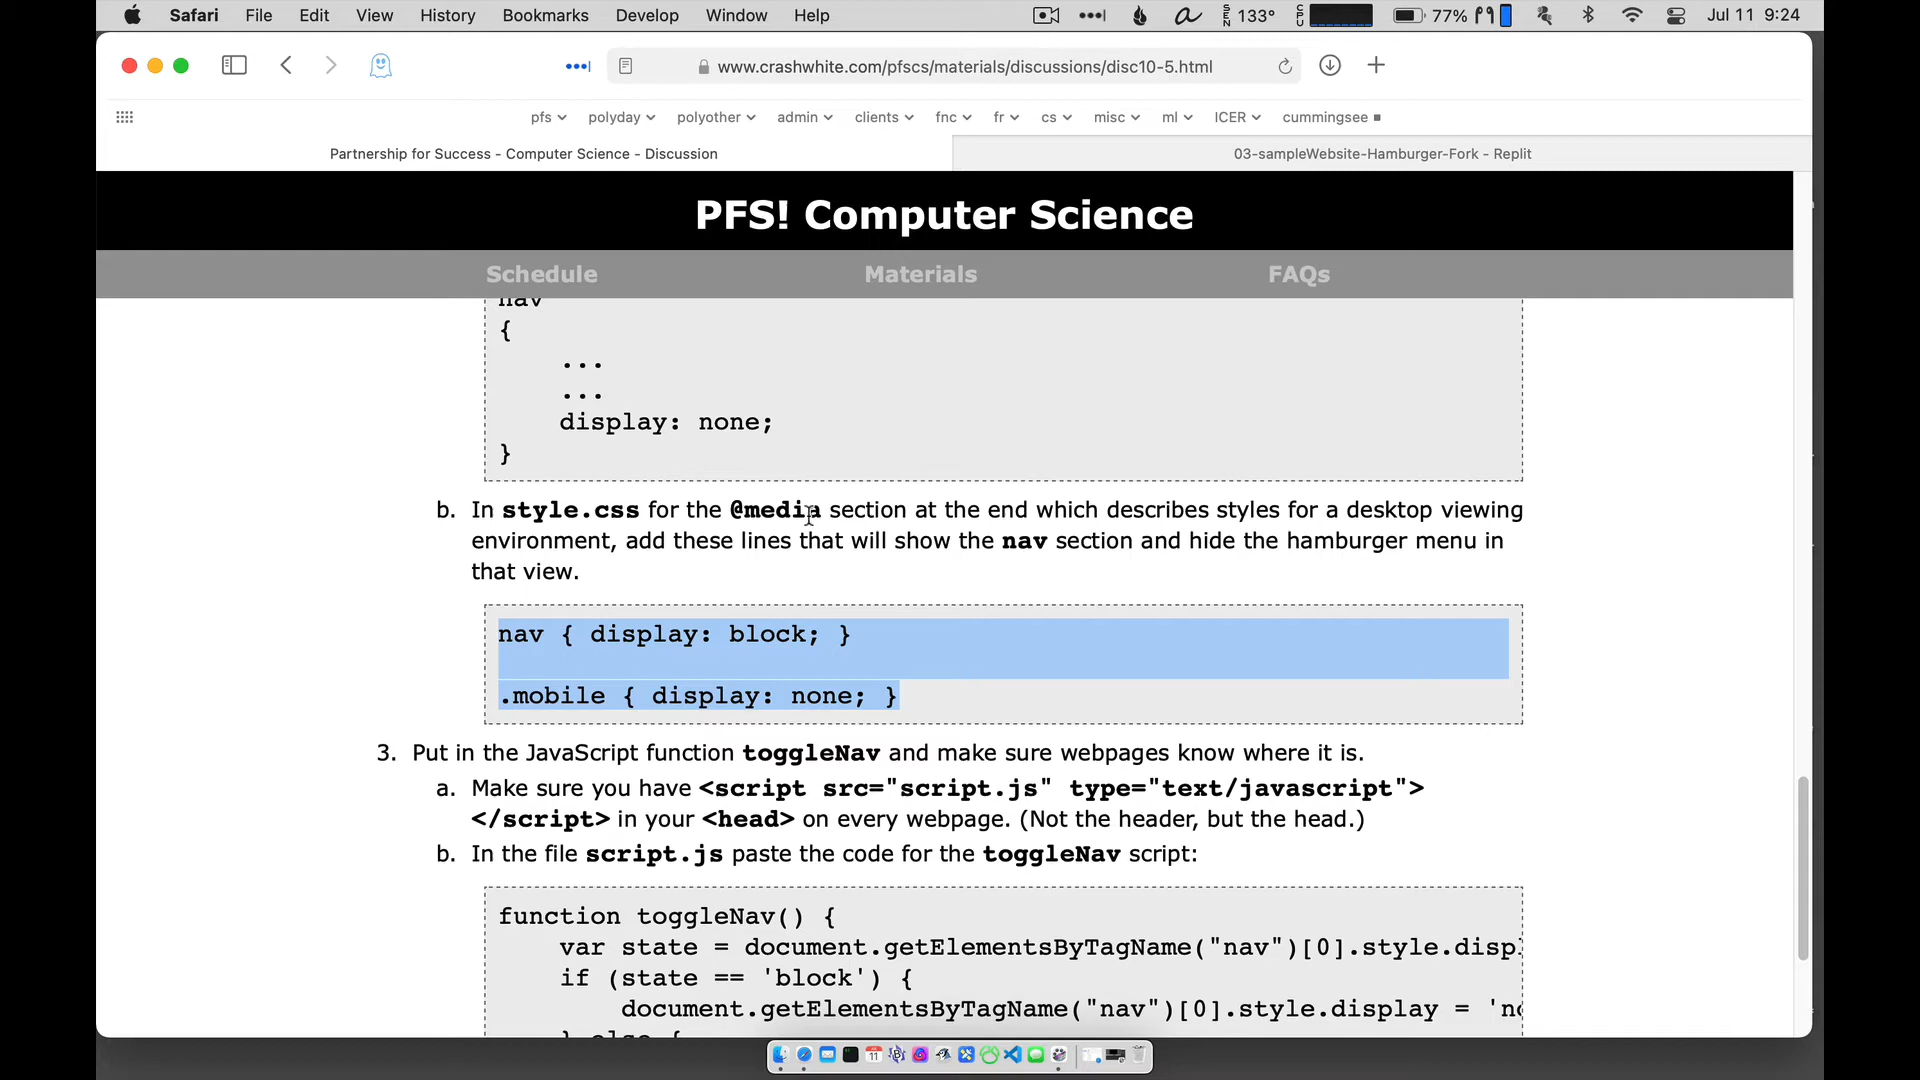 Safari File Edit View History Bookmarks Develop Window Help SEN 133° CPU 77% Jul 11 9:24
www.crashwhite.com/pfscs/materials/discussions/disc10-5.html
pfs polyday polyother admin clients fnc fr cs misc ml ICER cummingsee
Partnership for Success - Computer Science - Discussion 03-sampleWebsite-Hamburger-Fork - Replit
PFS! Computer Science
Schedule Materials FAQs
nav
{
...
...
display: none;
}
b. In style.css for the @media section at the end which describes styles for a desktop viewing
environment, add these lines that will show the nav section and hide the hamburger menu in
that view.
nav { display: block; }
.mobile { display: none; }
3. Put in the JavaScript function toggleNav and make sure webpages know where it is.
a. Make sure you have <script src="script.js" type="text/javascript">
</script> in your <head> on every webpage. (Not the header, but the head.)
b. In the file script.js paste the code for the toggleNav script:
function toggleNav() {
var state = document.getElementsByTagName("nav")[0].style.disp
if (state == 'block') {
document.getElementsByTagName("nav")[0].style.display = 'no
} else {
11